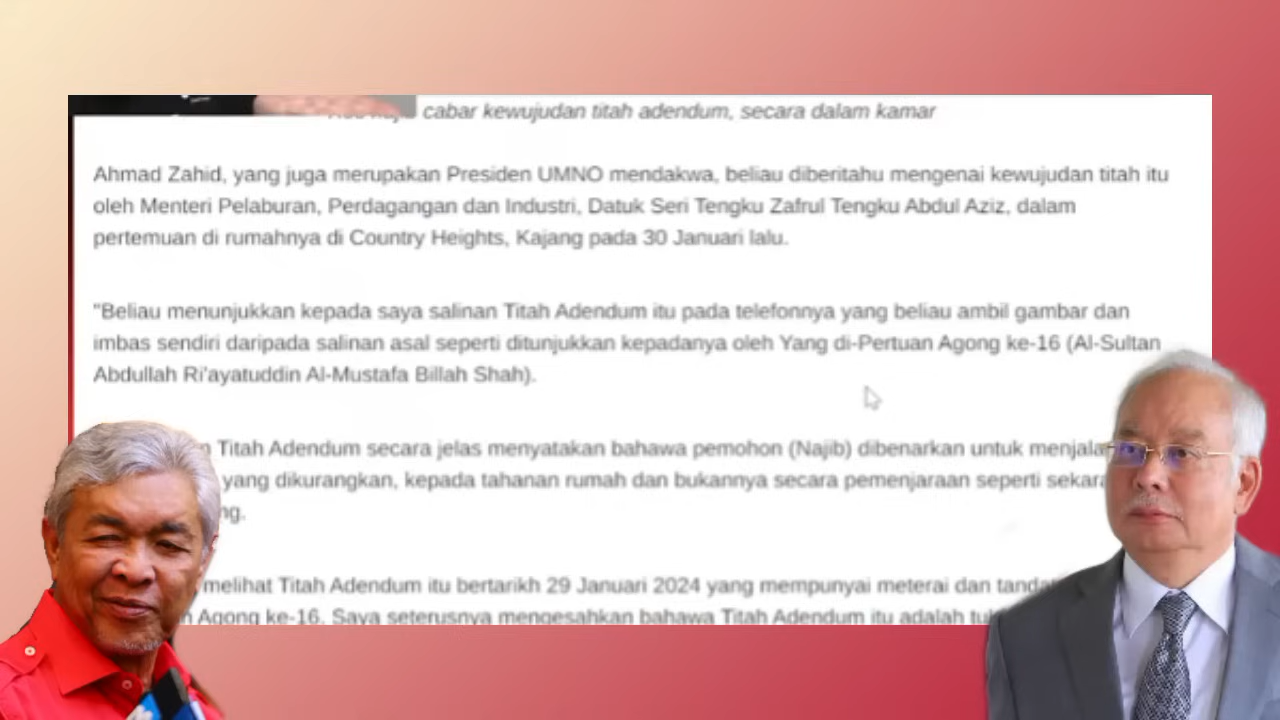 cabar kewujudan titah adendum, secara dalam kamar
Ahmad Zahid, yang juga merupakan Presiden UMNO mendakwa, beliau diberitahu mengenai kewujudan titah itu
oleh Menteri Pelaburan, Perdagangan dan Industri, Datuk Seri Tengku Zafrul Tengku Abdul Aziz, dalam
pertemuan di rumahnya di Country Heights, Kajang pada 30 Januari lalu.
"Beliau menunjukkan kepada saya salinan Titah Adendum itu pada telefonnya yang beliau ambil gambar dan
imbas sendiri daripada salinan asal seperti ditunjukkan kepadanya oleh Yang di-Pertuan Agong ke-16 (Al-Sultan
Abdullah Ri'ayatuddin Al-Mustafa Billah Shah).
Titah Adendum secara jelas menyatakan bahawa pemohon (Najib) dibenarkan untuk
yang dikurangkan, kepada tahanan rumah dan bukannya secara pemenjaraan seperti
melihat Titah Adendum itu bertarikh 29 Januari 2024 yang mempunyai meterai dan
Agong ke-16. Saya seterusnya mengesahkan bahawa Titah Adendum itu adalah